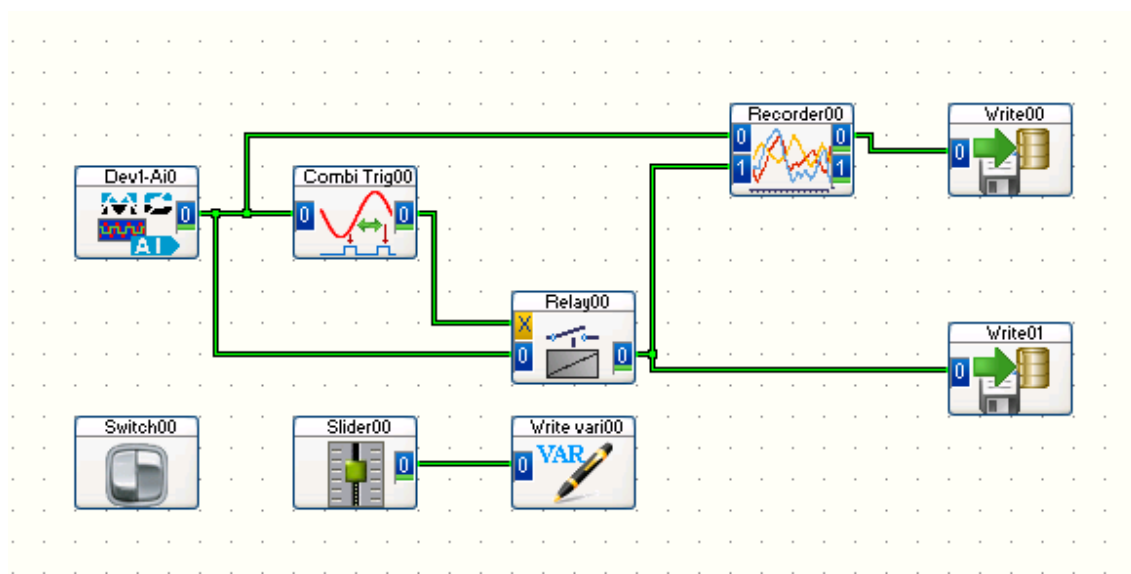 Recorder00
0
0
1
1
Write00
0
Dev1-Ai0
0
AI
Combi Trig00
0
0
Relay00
X
0
0
Write01
0
Switch00
Slider00
0
Write vari00
0
VAR